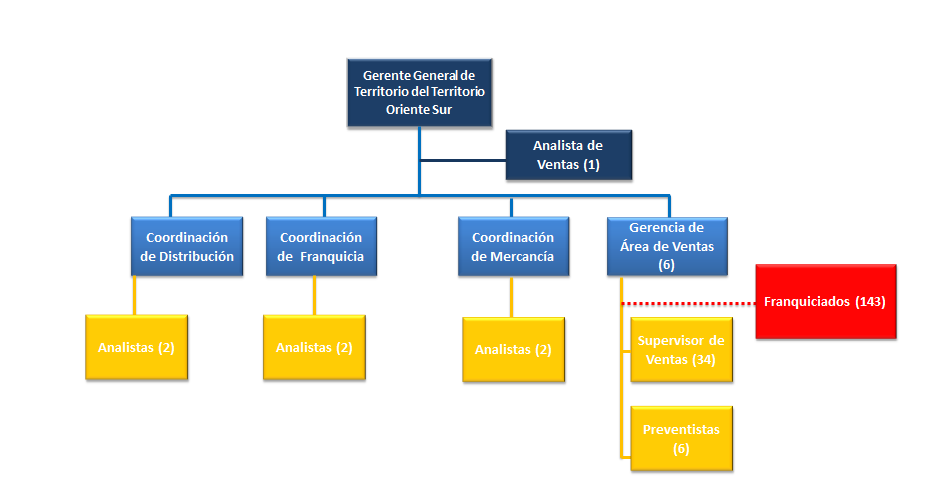 Gerente General de
Territorio del Territorio
Oriente Sur
Analista de
Ventas (1)
Coordinación
de Distribución
Coordinación
de Franquicia
Coordinación
de Mercancía
Gerencia de
Área de Ventas
(6)
Franquiciados (143)
Analistas (2)
Analistas (2)
Analistas (2)
Supervisor de
Ventas (34)
Preventistas
(6)